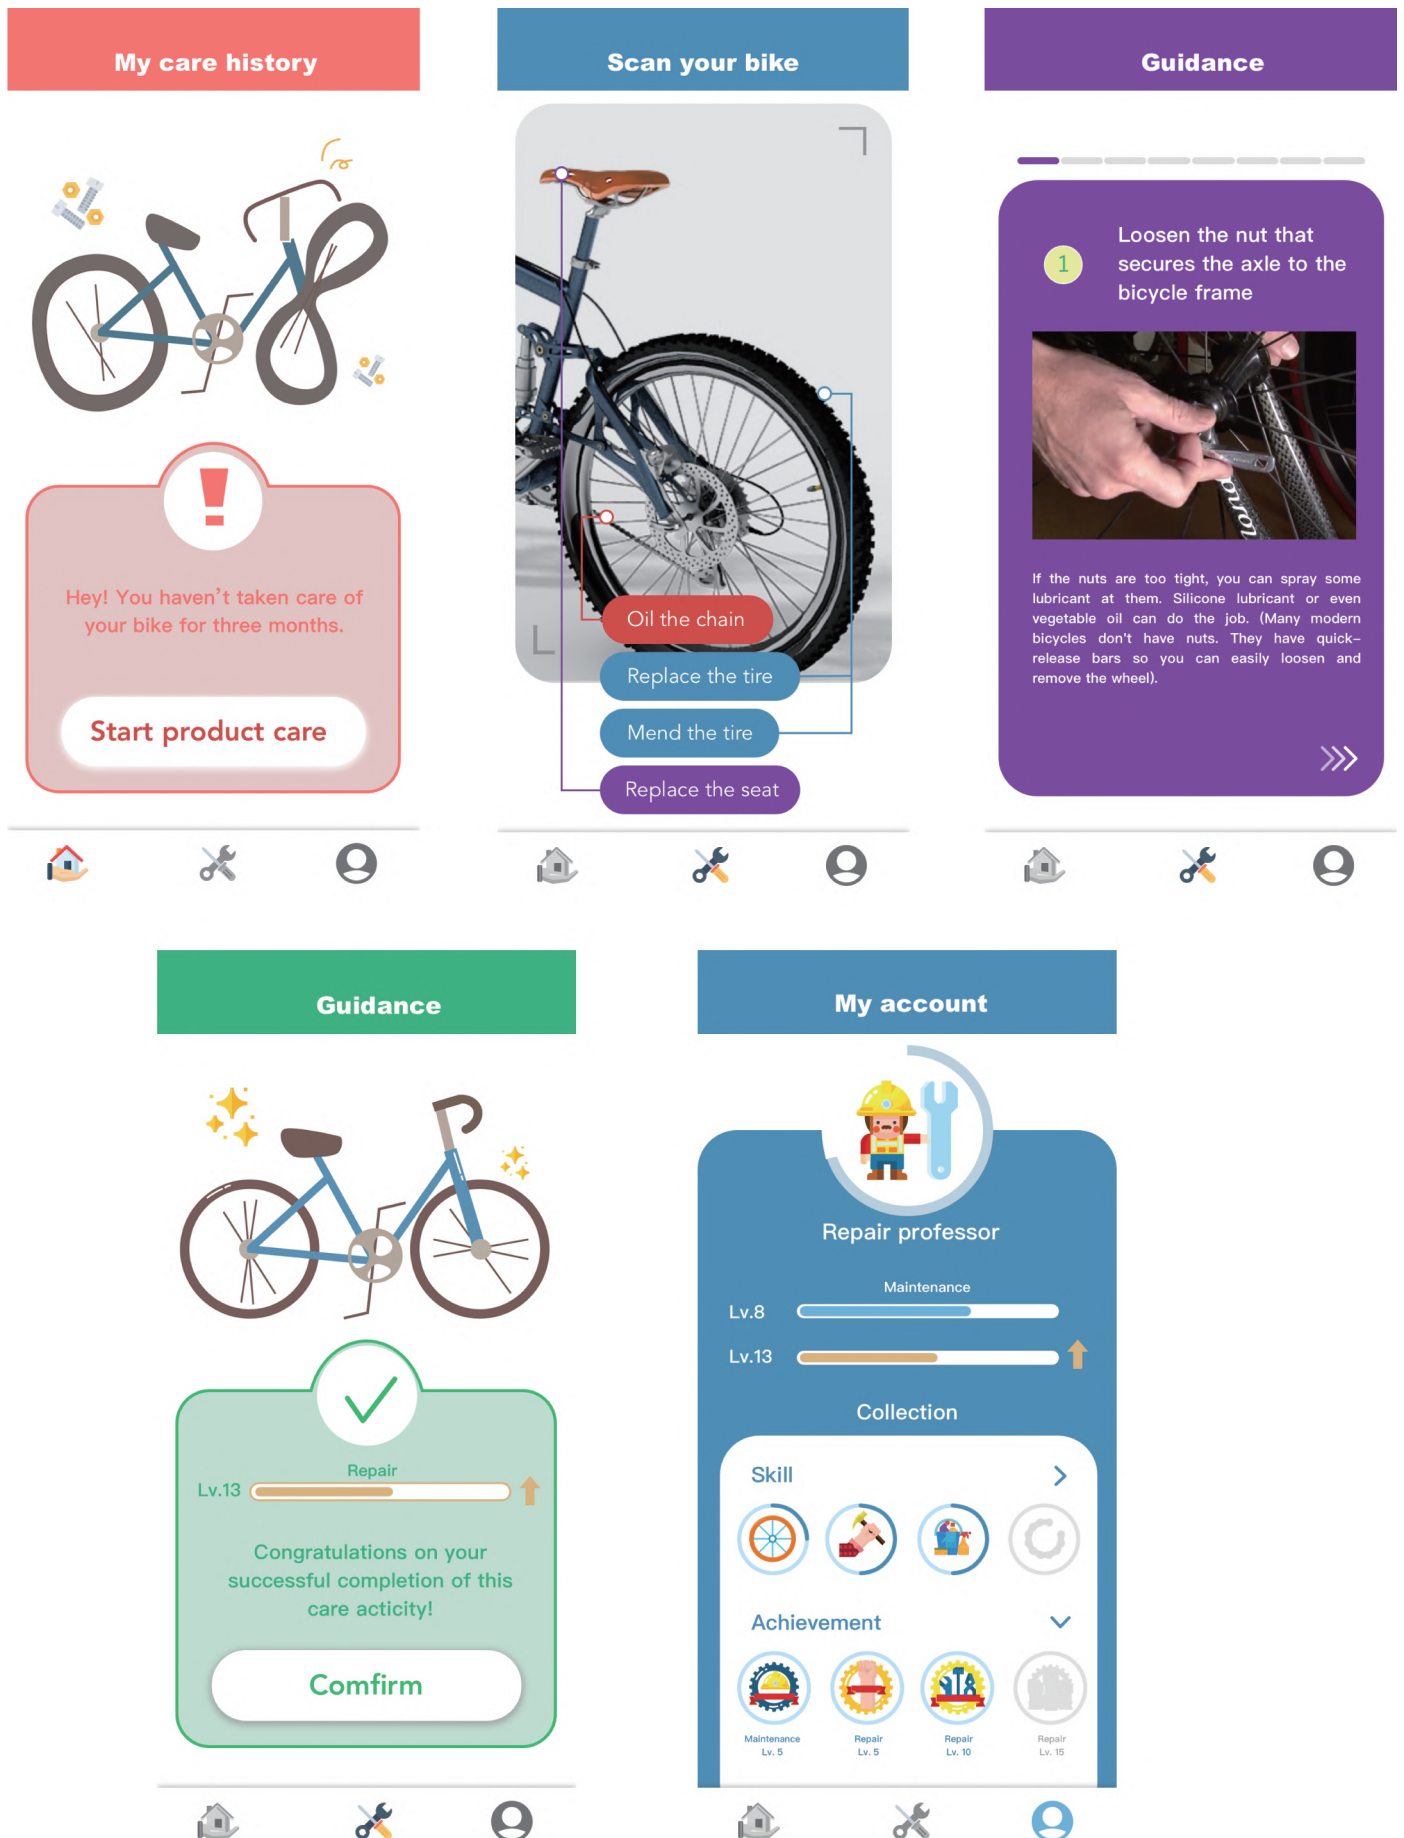 My care history
Hey! You haven't taken care of
your bike for three months.
Start product care
Scan your bike
Oil the chain
Replace the tire
Mend the tire
Replace the seat
Guidance
1
Loosen the nut that
secures the axle to the
bicycle frame
If the nuts are too tight, you can spray some
lubricant at them. Silicone lubricant or even
vegetable oil can do the job. (Many modern
bicycles don't have nuts. They have quick-
release bars so you can easily loosen and
remove the wheel).
Guidance
Repair
Lv.13
Congratulations on your
successful completion of this
care acticity!
Comfirm
My account
Repair professor
Maintenance
Lv.8
Lv.13
Collection
Skill
Achievement
Maintenance
Lv. 5
Repair
Lv. 5
Repair
Lv. 10
Repair
Lv. 15